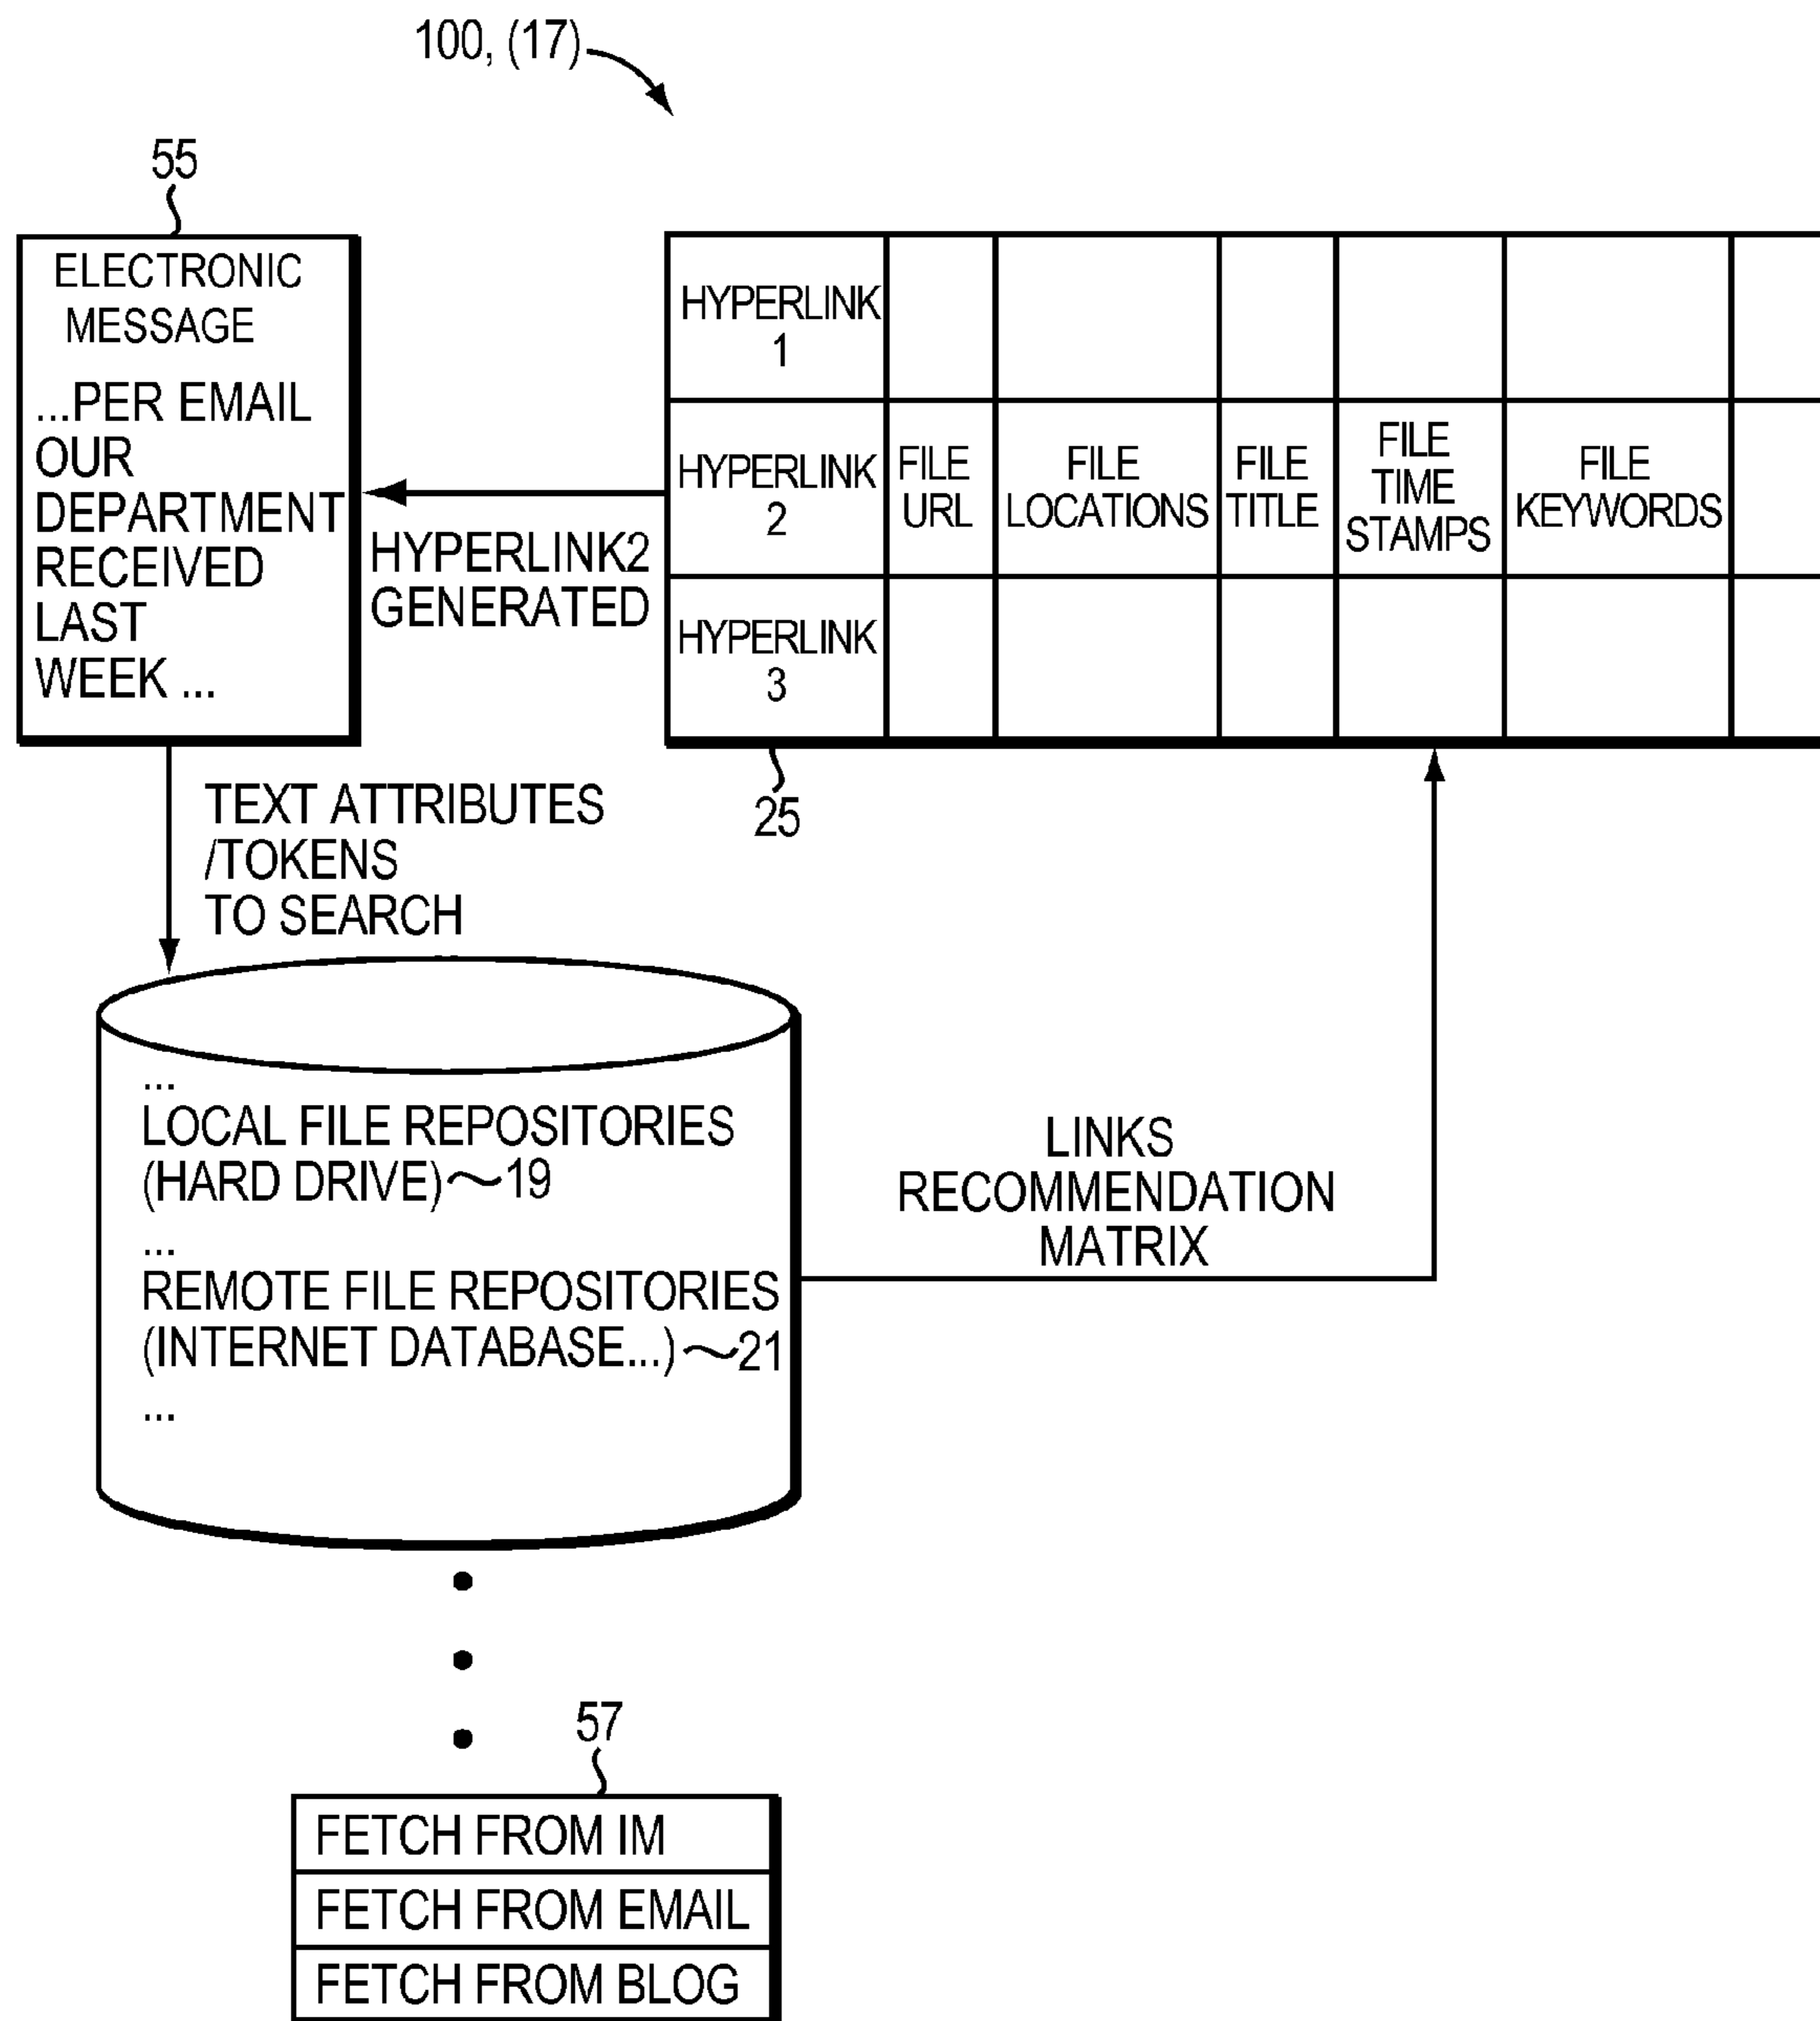 100, (17)
55
ELECTRONIC
MESSAGE
...PER EMAIL
OUR
DEPARTMENT
RECEIVED
LAST
WEEK ...
HYPERLINK2
GENERATED
HYPERLINK
1
HYPERLINK
2
FILE
URL
FILE
LOCATIONS
FILE
TITLE
FILE
TIME
STAMPS
FILE
KEYWORDS
HYPERLINK
3
25
TEXT ATTRIBUTES
/TOKENS
TO SEARCH
...
LOCAL FILE REPOSITORIES
(HARD DRIVE)~19
...
REMOTE FILE REPOSITORIES
(INTERNET DATABASE...)~21
...
LINKS
RECOMMENDATION
MATRIX
57
FETCH FROM IM
FETCH FROM EMAIL
FETCH FROM BLOG